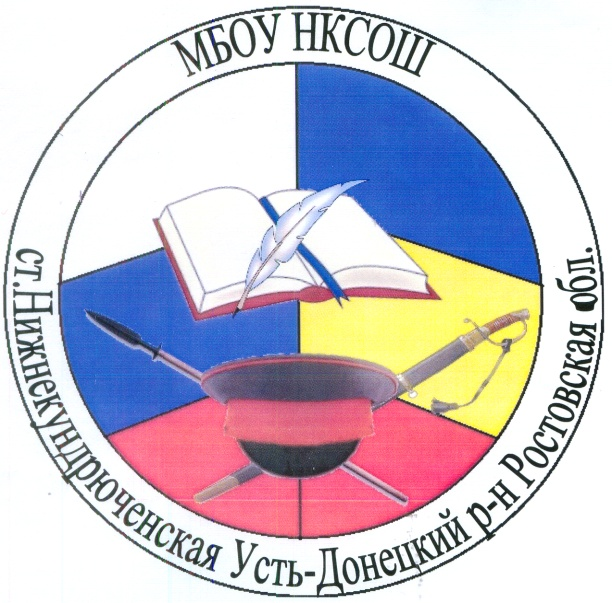 МБОУ НКСОШ
ст.Нижнекундрюченская Усть-Донецкий р-н Ростовская обл.